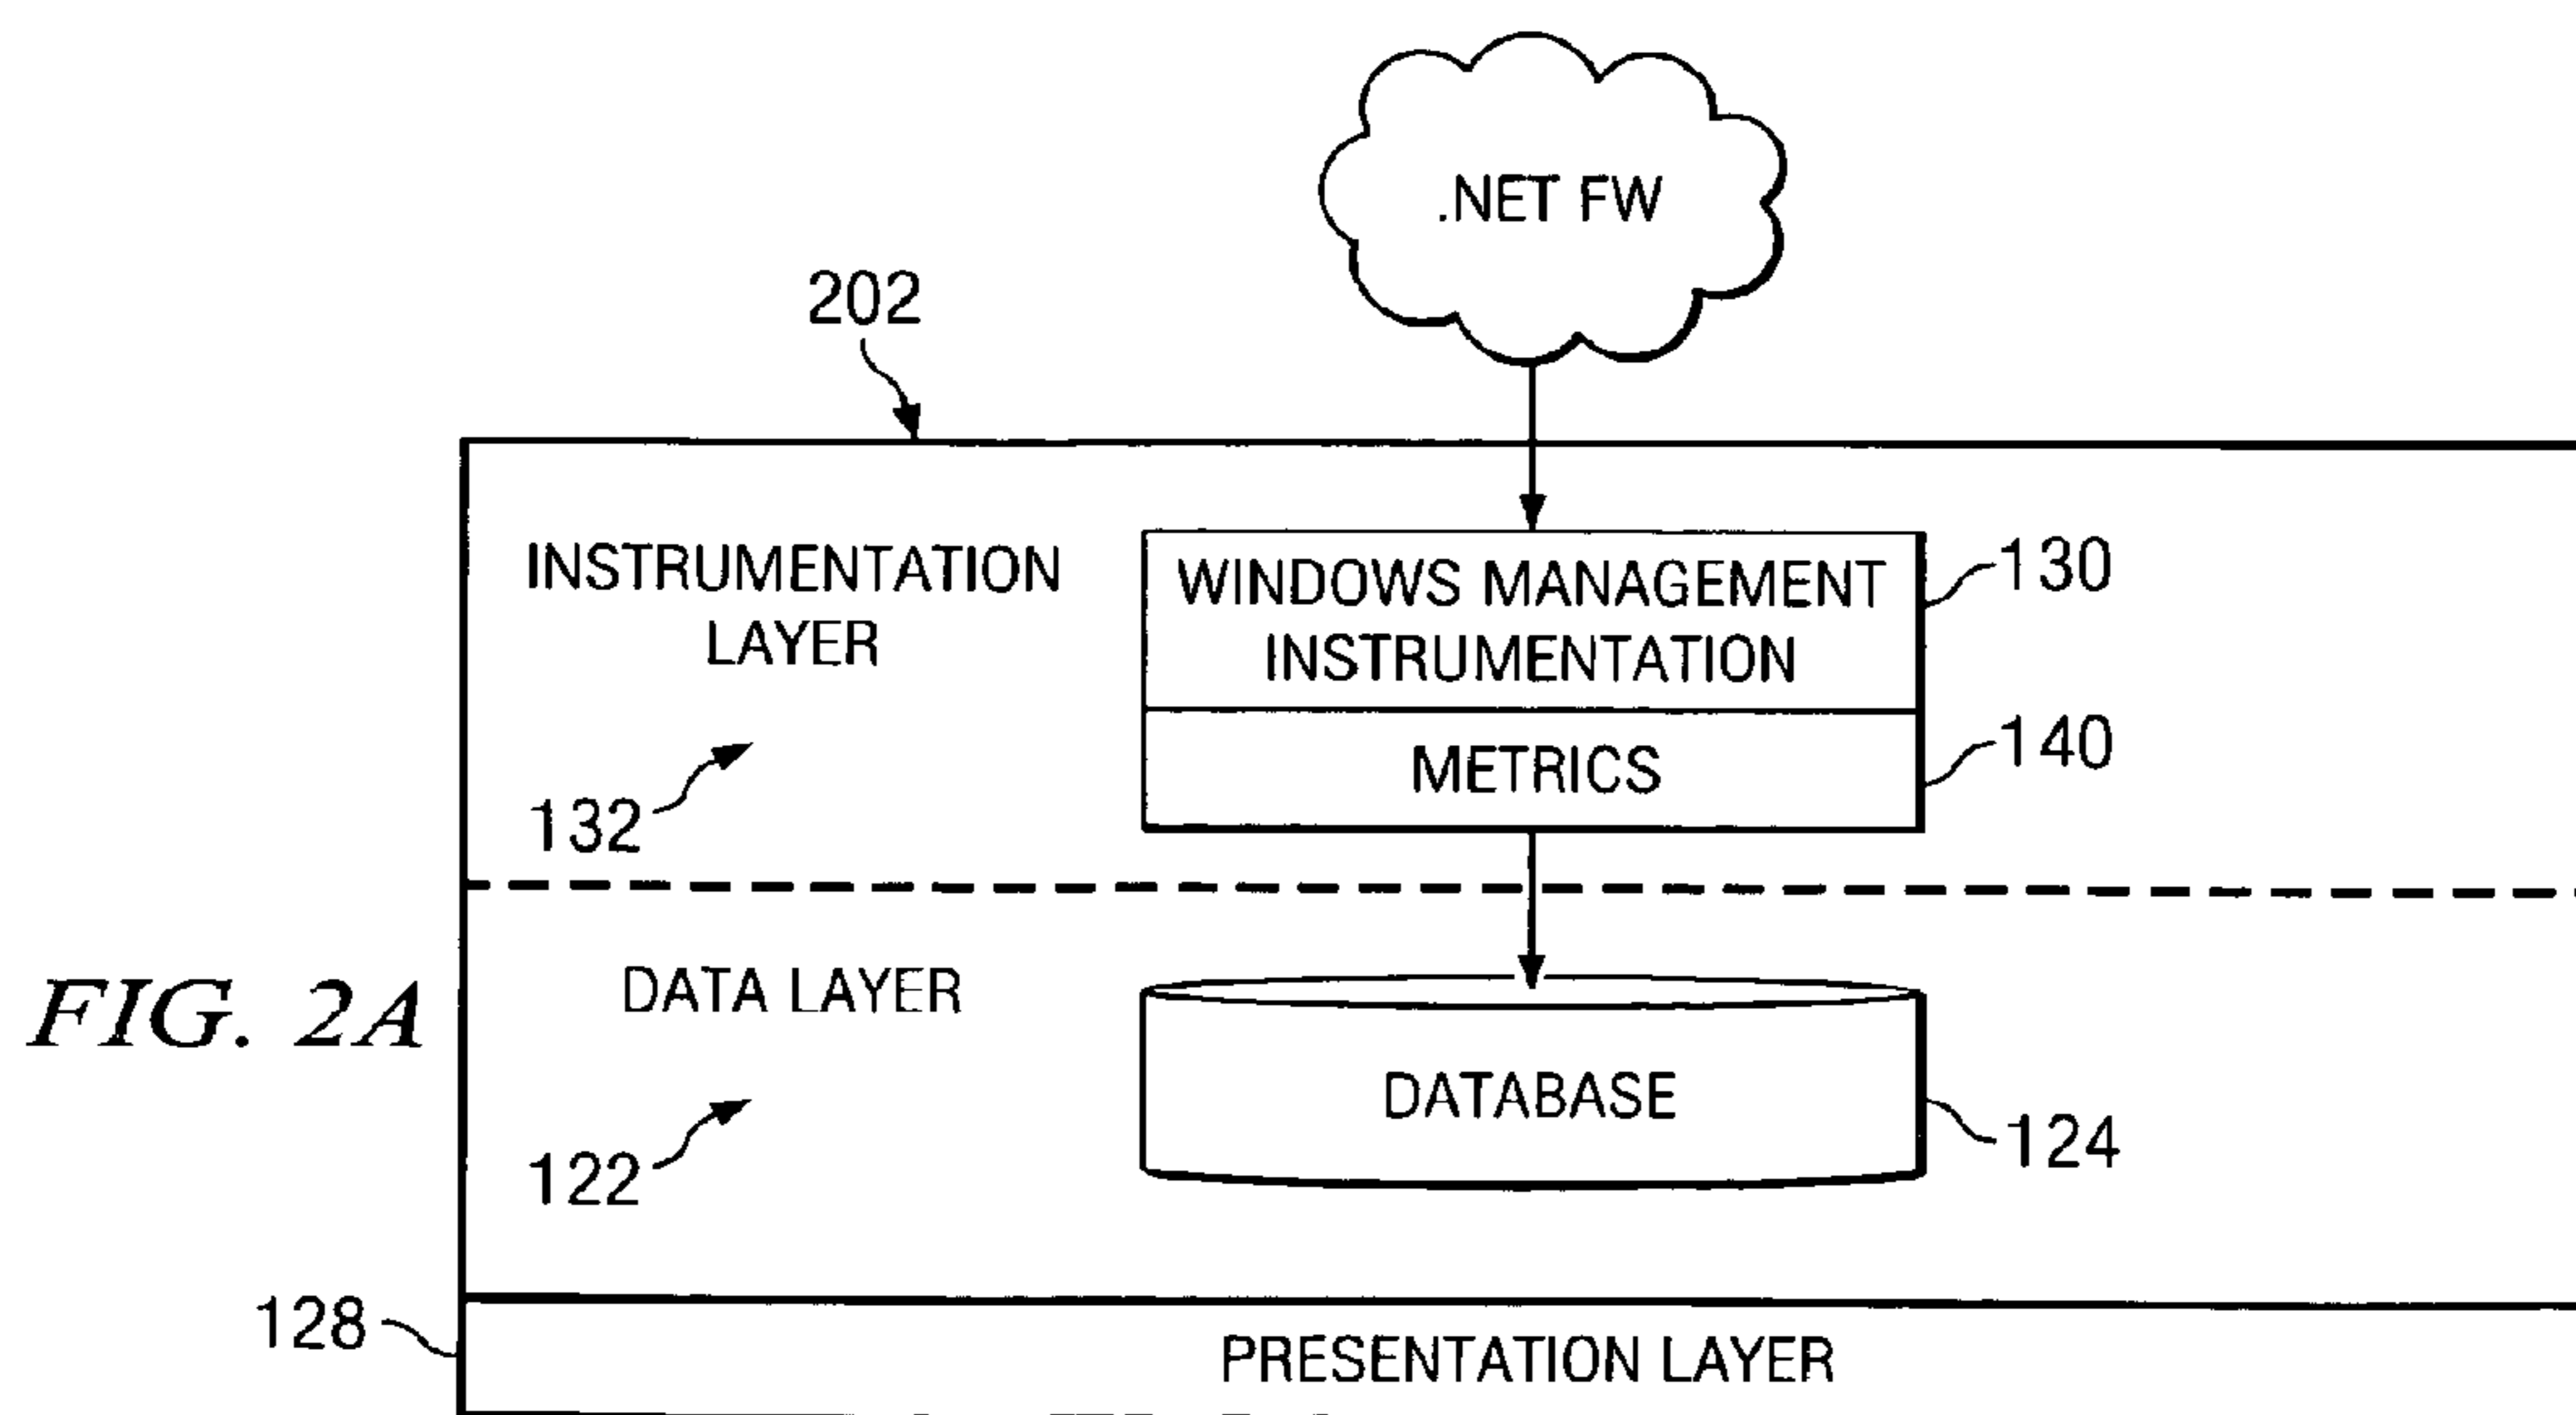 .NET FW
202
INSTRUMENTATION
LAYER
WINDOWS MANAGEMENT
INSTRUMENTATION
130
METRICS
140
132
DATA LAYER
FIG. 2A
DATABASE
124
122
128
PRESENTATION LAYER